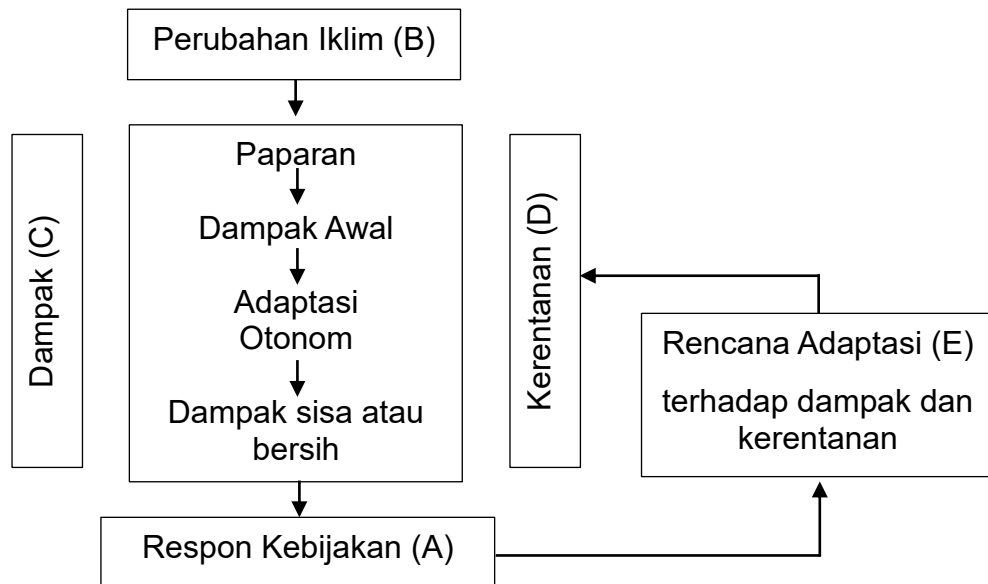 Perubahan Iklim (B)
Dampak (C)
Paparan
Dampak Awal
Adaptasi
Otonom
Dampak sisa atau
bersih
Kerentanan (D)
Rencana Adaptasi (E)
terhadap dampak dan
kerentanan
Respon Kebijakan (A)